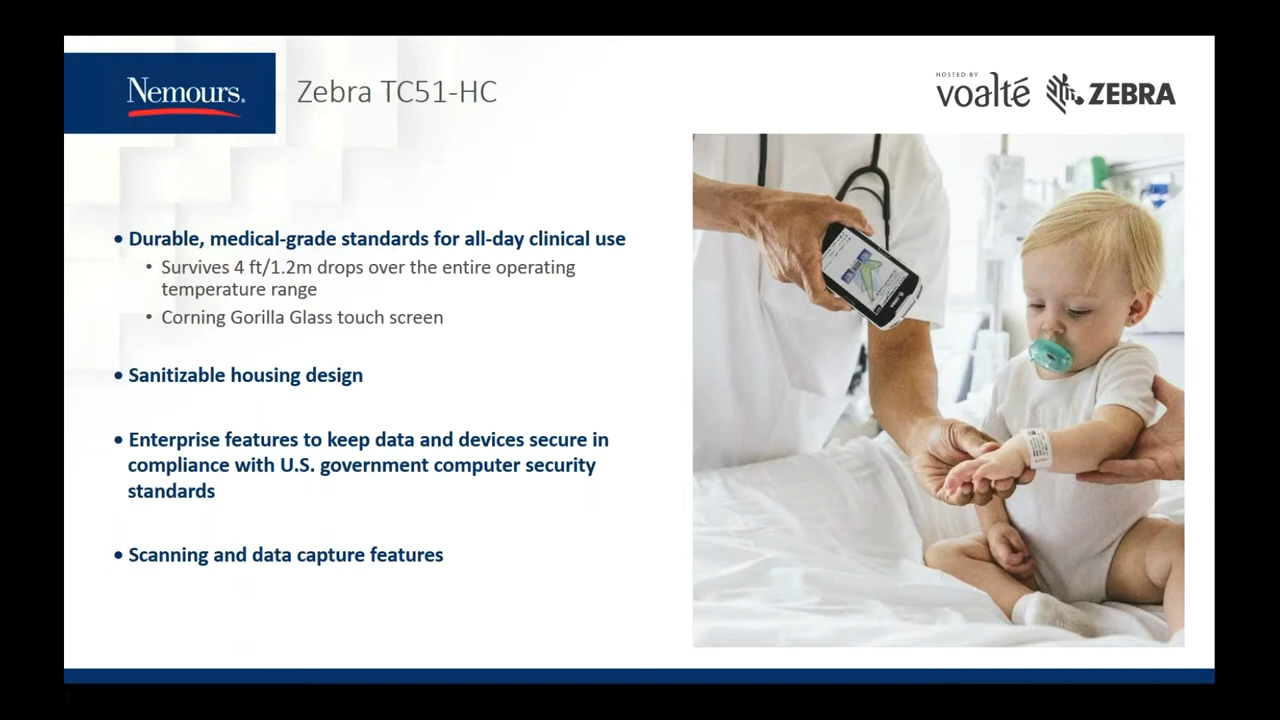 Nemours®
Zebra TC51-HC
HOSTED BY
voalté
ZEBRA
• Durable, medical-grade standards for all-day clinical use
• Survives 4 ft/1.2m drops over the entire operating
temperature range
• Corning Gorilla Glass touch screen
• Sanitizable housing design
• Enterprise features to keep data and devices secure in
compliance with U.S. government computer security
standards
• Scanning and data capture features